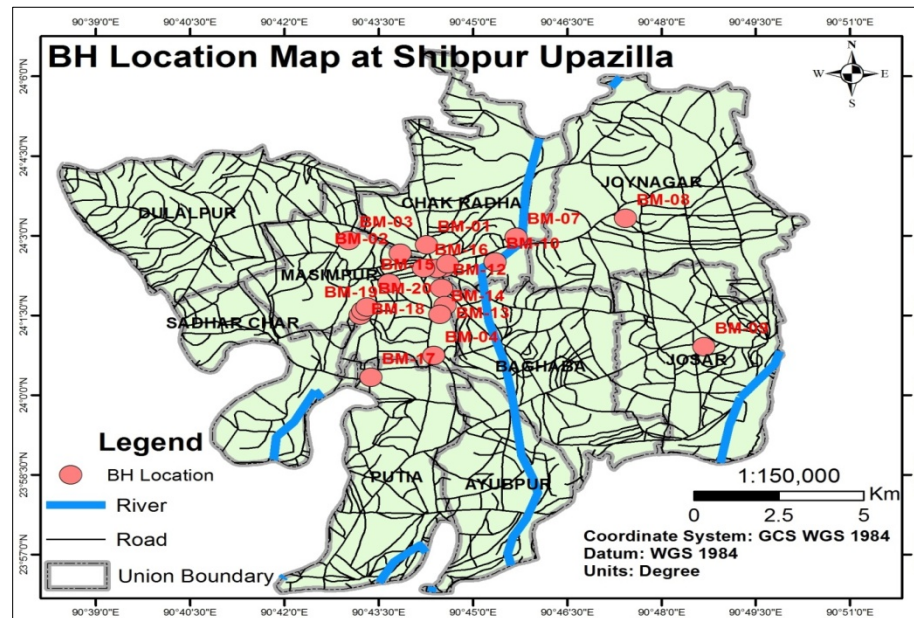 90°39'0"E 90°40'30"E 90°42'0"E 90°43'30"E 90°45'0"E 90°46'30"E 90°48'0"E 90°49'30"E 90°51'0"E
BH Location Map at Shibpur Upazilla
N
W E
S
24°6'0"N
24°4'30"N
24°3'0"N
24°1'30"N
24°0'0"N
23°58'30"N
23°57'0"N
JOYNAGAR
BM-08
CHAK RADHA
DULALPUR
BM-03
BM-01
BM-07
BM-02
BM-16
BM-10
MASIMPUR
BM-15
BM-12
BM-19
BM-20
BM-14
SADHAR CHAR
BM-18
BM-13
BM-09
BM-04
BM-17
BAGHABA
JOSAR
PUTIA
AYUBPUR
Legend
BH Location
River
Road
Union Boundary
1:150,000
0 2.5 5
Km
Coordinate System: GCS WGS 1984
Datum: WGS 1984
Units: Degree
90°39'0"E 90°40'30"E 90°42'0"E 90°43'30"E 90°45'0"E 90°46'30"E 90°48'0"E 90°49'30"E 90°51'0"E